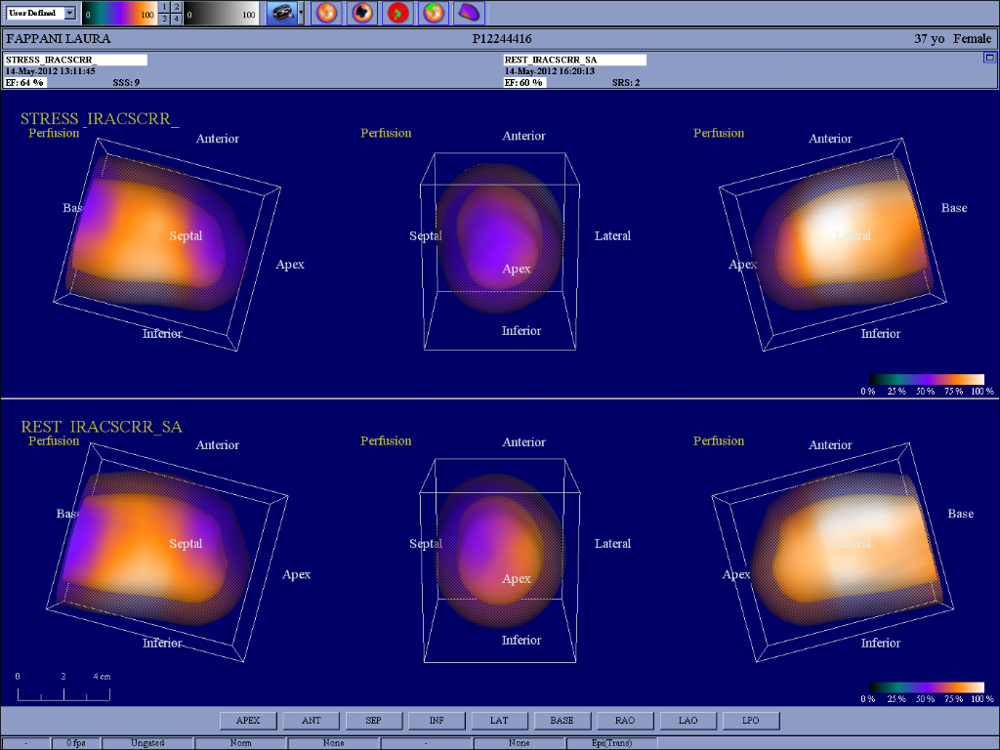 User Defined 0 100 1 2 0 100
3 4
FAPPANI LAURA P12244416 37 yo Female
STRESS_IRACSCRR_ REST_IRACSCRR_SA
14-May-2012 13:11:45 14-May-2012 16:20:13
EF: 64 % SSS: 9 EF: 60 % SRS: 2
STRESS_IRACSCRR_
Perfusion Anterior Perfusion Anterior Perfusion Anterior
Base Septal Apex Inferior
Septal Lateral Apex Inferior
Lateral Base Apex Inferior
0 % 25 % 50 % 75 % 100 %
REST_IRACSCRR_SA
Perfusion Anterior Perfusion Anterior Perfusion Anterior
Base Septal Apex Inferior
Septal Lateral Apex Inferior
Lateral Base Apex Inferior
0 2 4 cm
0 % 25 % 50 % 75 % 100 %
APEX ANT SEP INF LAT BASE RAO LAO LPO
- 0 fps Ungated Norm None - None Epi(Trans)